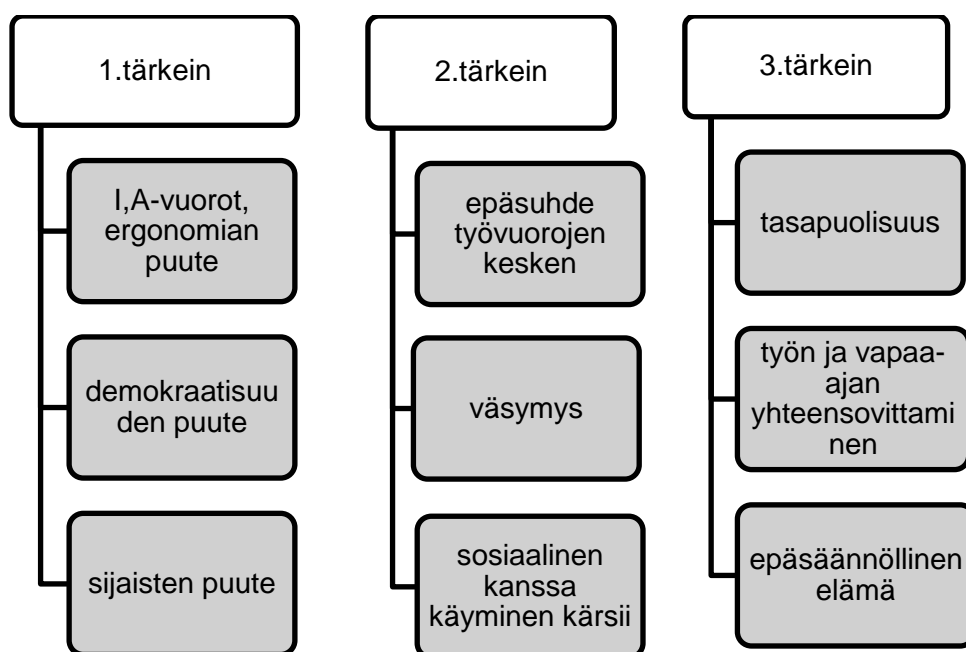 1.tärkein
I,A-vuorot,
ergonomian
puute
demokraatisuu
den puute
sijaisten puute
2.tärkein
epäsuhde
työvuorojen
kesken
väsymys
sosiaalinen
kanssa
käyminen kärsii
3.tärkein
tasapuolisuus
työn ja vapaa-
ajan
yhteensovittami
nen
epäsäännöllinen
elämä